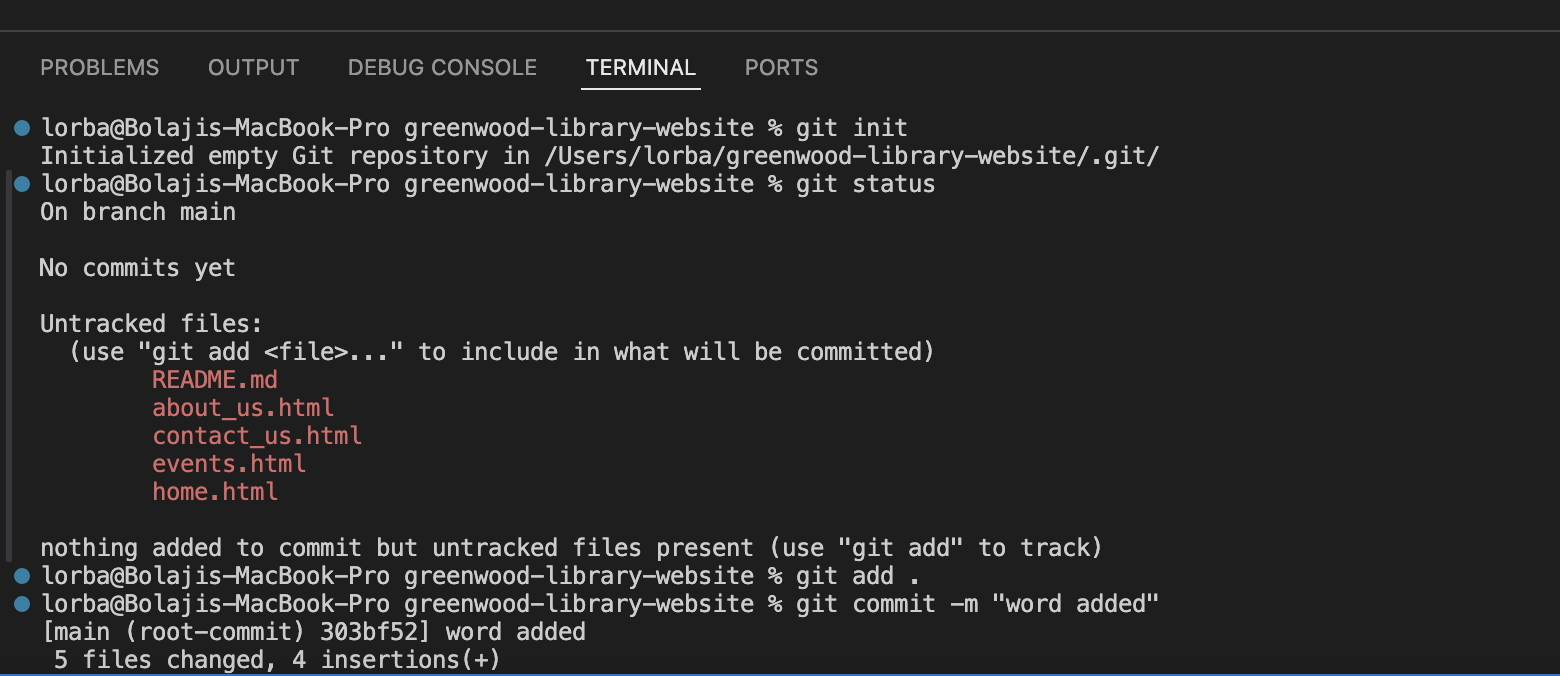 PROBLEMS OUTPUT DEBUG CONSOLE TERMINAL PORTS
lorba@Bolajis-MacBook-Pro greenwood-library-website % git init
Initialized empty Git repository in /Users/lorba/greenwood-library-website/.git/
lorba@Bolajis-MacBook-Pro greenwood-library-website % git status
On branch main
No commits yet
Untracked files:
(use "git add <file>..." to include in what will be committed)
README.md
about_us.html
contact_us.html
events.html
home.html
nothing added to commit but untracked files present (use "git add" to track)
lorba@Bolajis-MacBook-Pro greenwood-library-website % git add .
lorba@Bolajis-MacBook-Pro greenwood-library-website % git commit -m "word added"
[main (root-commit) 303bf52] word added
5 files changed, 4 insertions(+)